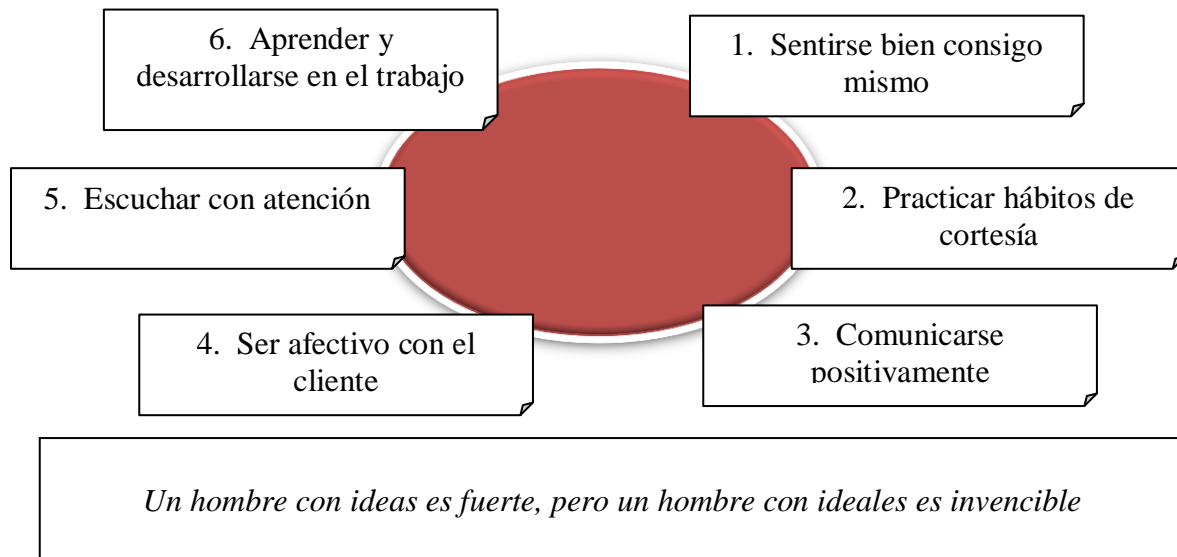 6. Aprender y
desarrollarse en el trabajo
1. Sentirse bien consigo
mismo
5. Escuchar con atención
2. Practicar hábitos de
cortesía
4. Ser afectivo con el
cliente
3. Comunicarse
positivamente
Un hombre con ideas es fuerte, pero un hombre con ideales es invencible